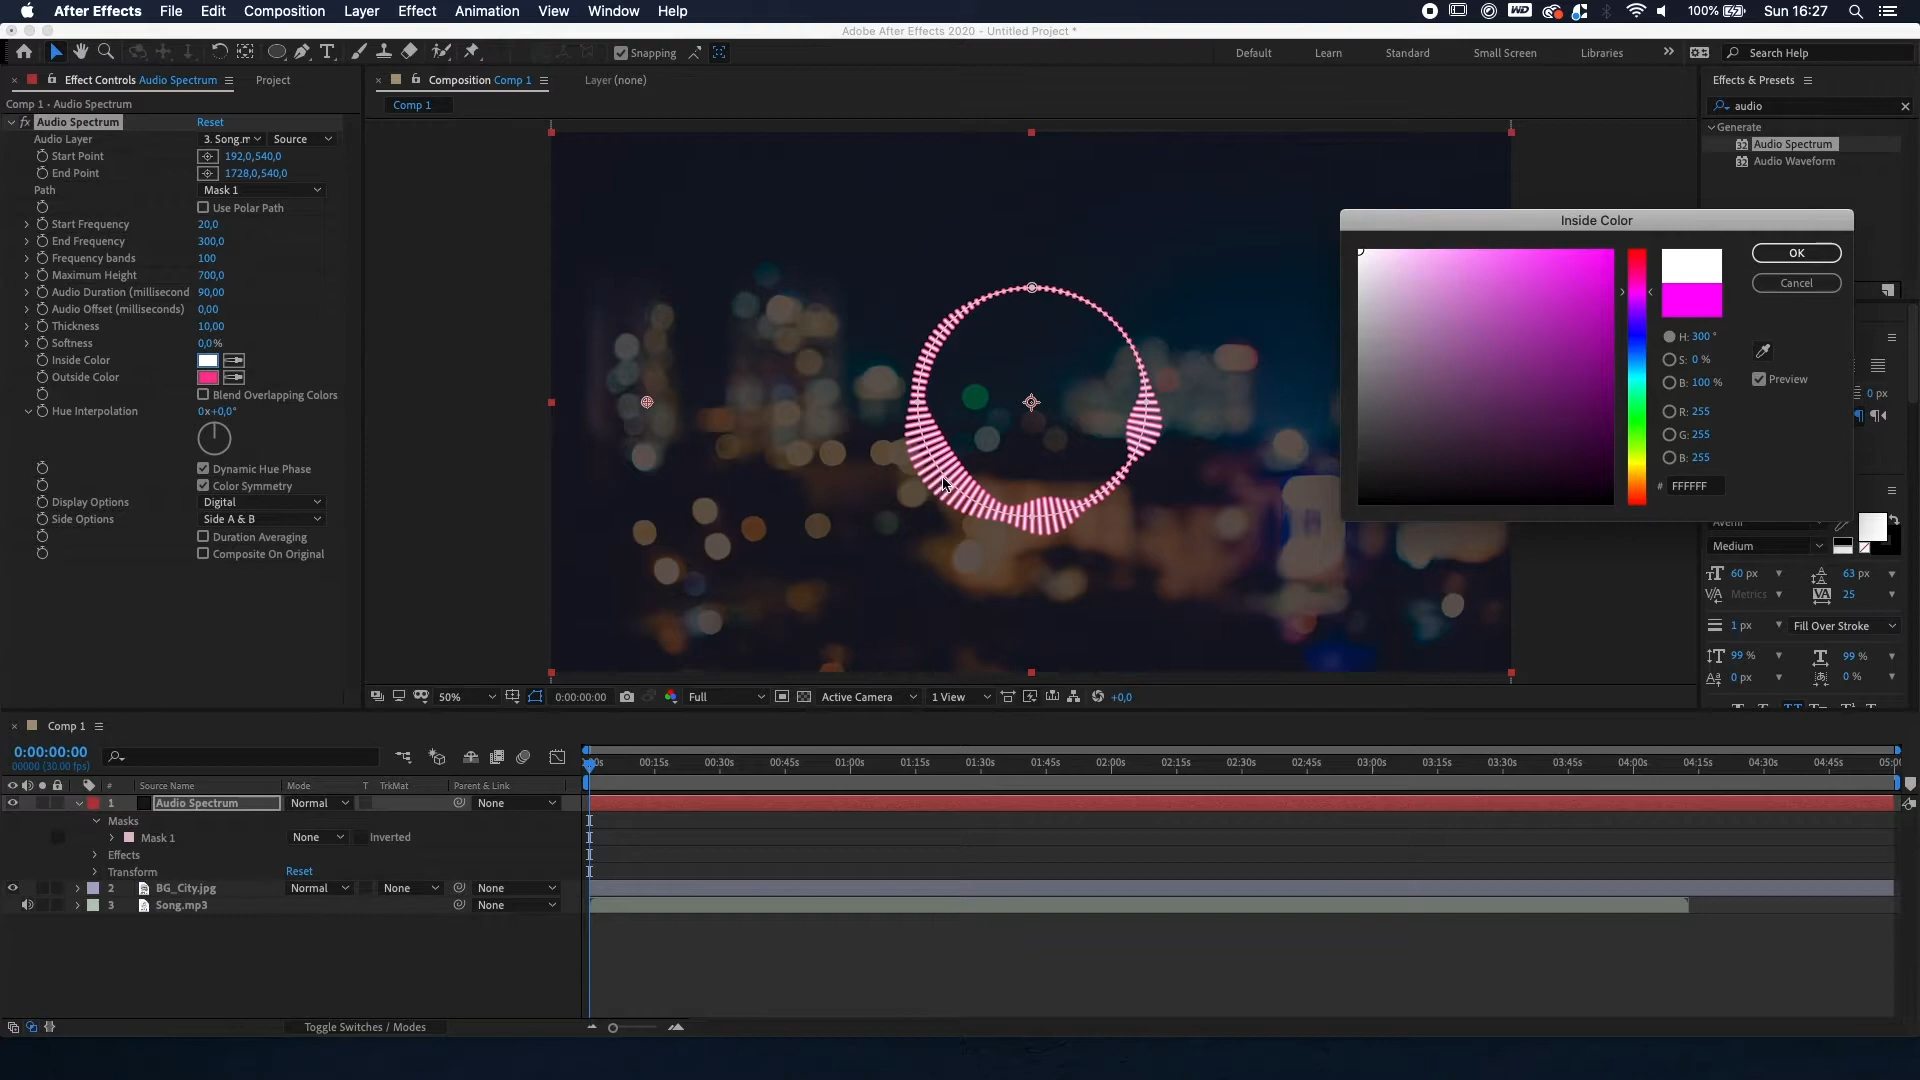 After Effects File Edit Composition Layer Effect Animation View Window Help WD 100% Sun 16:27
Adobe After Effects 2020 - Untitled Project *
Snapping Default Learn Standard Small Screen Libraries Search Help
Effect Controls Audio Spectrum Project Composition Comp 1 Layer (none) Effects & Presets
Comp 1 - Audio Spectrum
Comp 1
audio
Audio Spectrum Reset
Generate
Audio Layer 3. Song.m Source
Audio Spectrum
Start Point 192,0,540,0
Audio Waveform
End Point 1728,0,540,0
Path Mask 1
Use Polar Path
Start Frequency 20,0
End Frequency 300,0
Frequency bands 100
Maximum Height 700,0
Audio Duration (millisecond 90,00
Audio Offset (milliseconds) 0,00
Thickness 10,00
Softness 0,0%
Inside Color
Outside Color
Blend Overlapping Colors
Hue Interpolation 0x+0,0°
Dynamic Hue Phase
Color Symmetry
Display Options Digital
Side Options Side A & B
Duration Averaging
Composite On Original
Inside Color
OK
Cancel
H: 300 °
S: 0 %
Preview
B: 100 %
R: 255
G: 255
B: 255
# FFFFFF
0 px
Medium
60 px 63 px
Metrics 25
1 px Fill Over Stroke
99 % 99 %
0 px 0 %
50% 0:00:00:00 Full Active Camera 1 View +0,0
Comp 1
0:00:00:00
00000 (30.00 fps)
00:15s 00:30s 00:45s 01:00s 01:15s 01:30s 01:45s 02:00s 02:15s 02:30s 02:45s 03:00s 03:15s 03:30s 03:45s 04:00s 04:15s 04:30s 04:45s 05:0
# Source Name Mode T TrkMat Parent & Link
1 Audio Spectrum Normal None
Masks
Mask 1 None Inverted
Effects
Transform Reset
2 BG_City.jpg Normal None None
3 Song.mp3 None
Toggle Switches / Modes